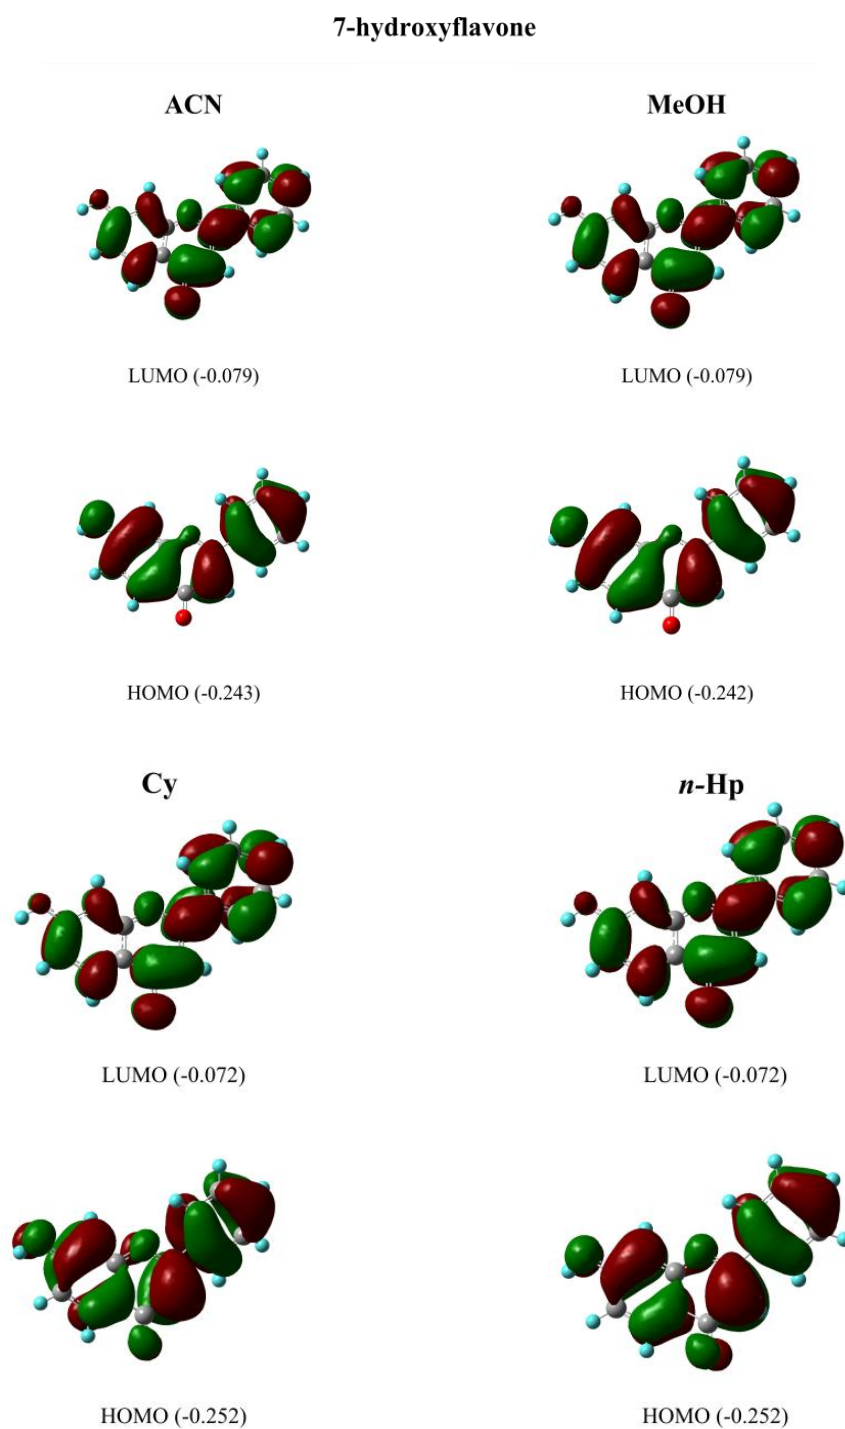 7-hydroxyflavone
ACN MeOH
LUMO (-0.079) LUMO (-0.079)
HOMO (-0.243) HOMO (-0.242)
Cy n-Hp
LUMO (-0.072) LUMO (-0.072)
HOMO (-0.252) HOMO (-0.252)